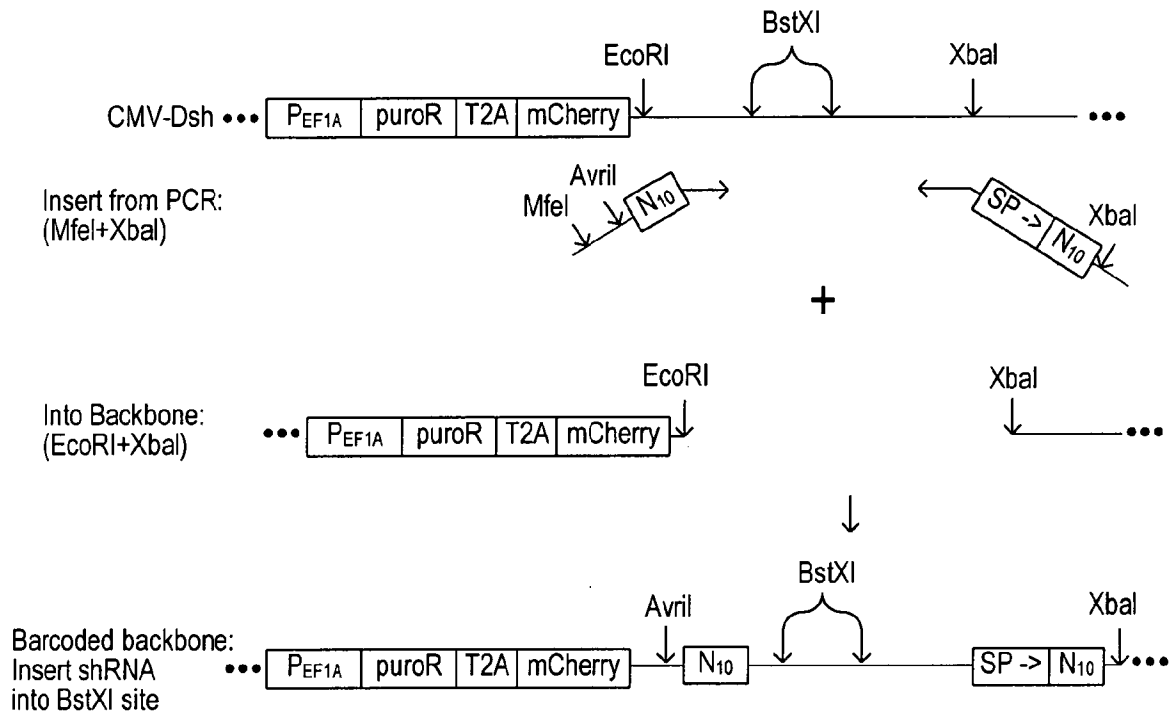 BstXI
EcoRI
XbaI
CMV-Dsh ••• PEF1A puroR T2A mCherry •••
Insert from PCR:
(MfeI+XbaI)
MfeI
AvrII
N10
SP -> N10
XbaI
+
EcoRI
XbaI
Into Backbone:
(EcoRI+XbaI)
••• PEF1A puroR T2A mCherry •••
BstXI
AvrII
XbaI
Barcoded backbone:
Insert shRNA
into BstXI site
••• PEF1A puroR T2A mCherry N10 SP -> N10 •••